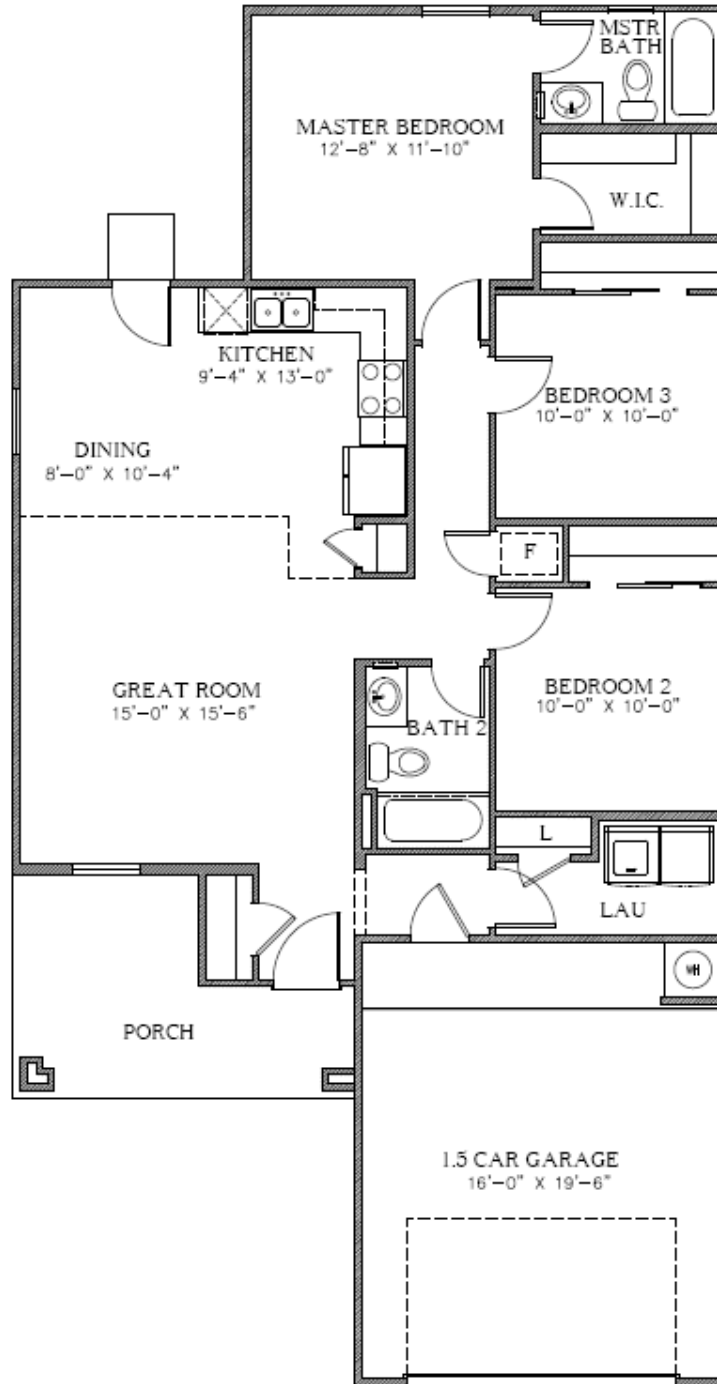 MSTR
BATH
MASTER BEDROOM
12'-8" X 11'-10"
W.I.C.
KITCHEN
9'-4" X 13'-0"
BEDROOM 3
10'-0" X 10'-0"
DINING
8'-0" X 10'-4"
F
GREAT ROOM
15'-0" X 15'-6"
BEDROOM 2
10'-0" X 10'-0"
BATH 2
L
LAU
WH
PORCH
1.5 CAR GARAGE
16'-0" X 19'-6"